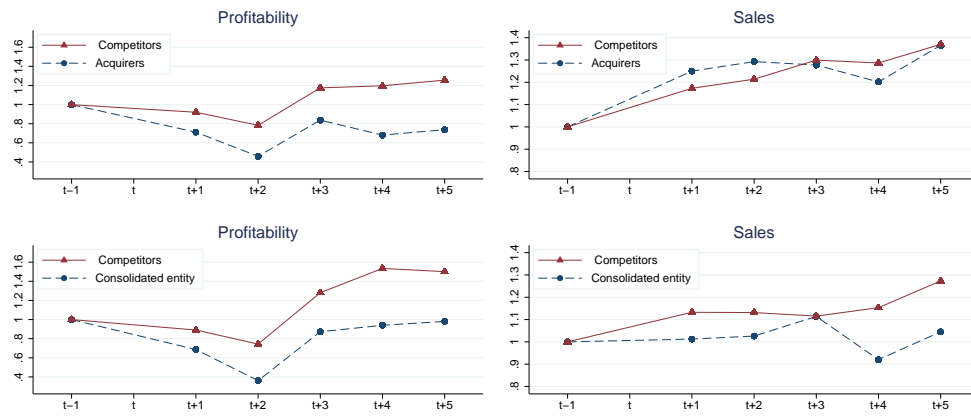 Profitability
Competitors
Acquirers
.4 .6 .8 1 1.2 1.4 1.6
t−1 t t+1 t+2 t+3 t+4 t+5
Sales
Competitors
Acquirers
.8 .9 1 1.1 1.2 1.3 1.4
t−1 t t+1 t+2 t+3 t+4 t+5
Profitability
Competitors
Consolidated entity
.4 .6 .8 1 1.2 1.4 1.6
t−1 t t+1 t+2 t+3 t+4 t+5
Sales
Competitors
Consolidated entity
.8 .9 1 1.1 1.2 1.3 1.4
t−1 t t+1 t+2 t+3 t+4 t+5